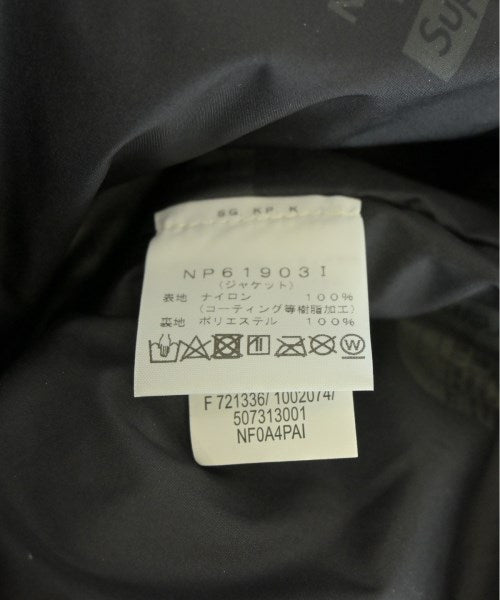 Sup
SG KP K
NP61903I
(ジャケット)
表地 ナイロン 100%
(コーティング等樹脂加工)
裏地 ポリエステル 100%
W
F 721336/ 1002074/
507313001
NF0A4PAI